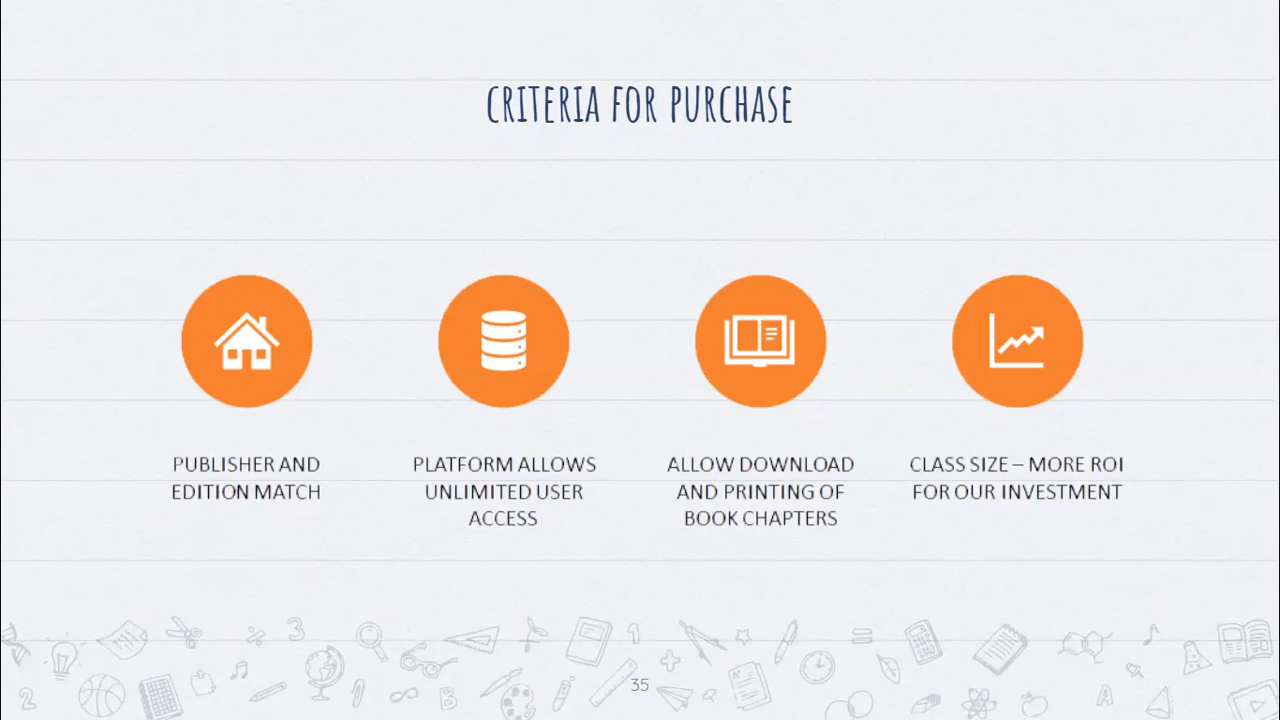 CRITERIA FOR PURCHASE
PUBLISHER AND
EDITION MATCH
PLATFORM ALLOWS
UNLIMITED USER
ACCESS
ALLOW DOWNLOAD
AND PRINTING OF
BOOK CHAPTERS
CLASS SIZE – MORE ROI
FOR OUR INVESTMENT
35